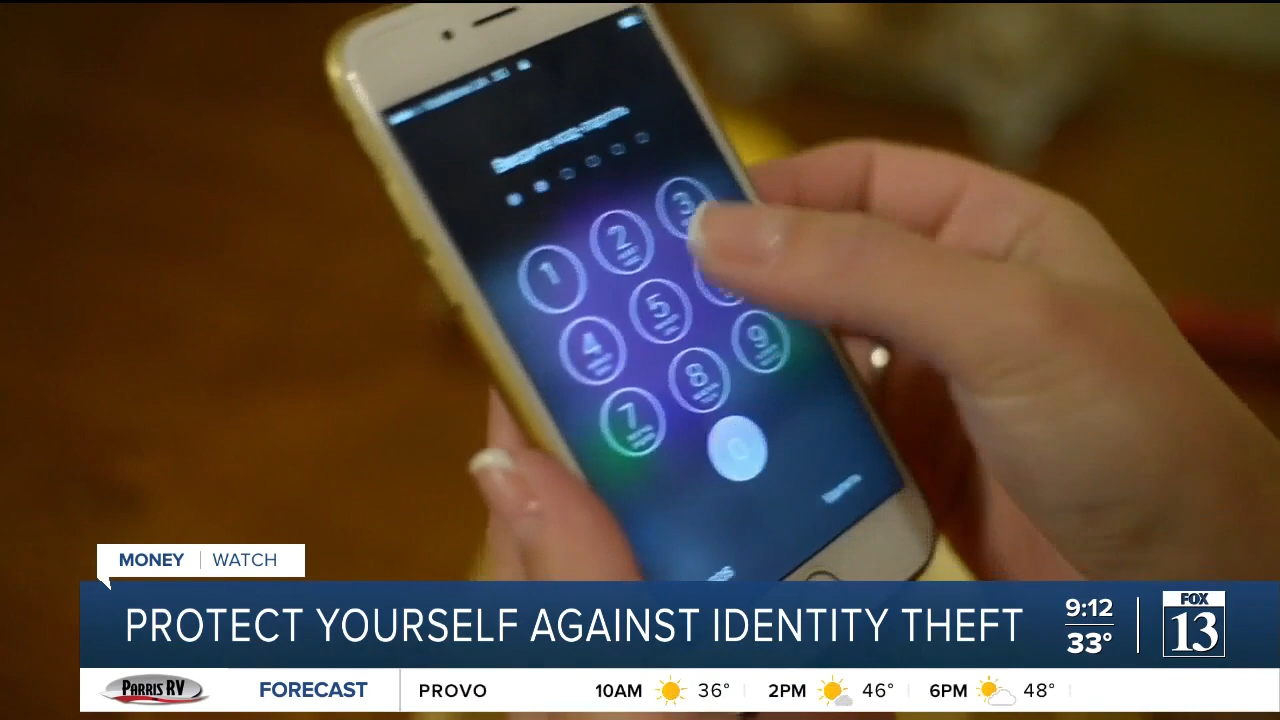 1
2
3
4
5
7
8
9
0
MONEY | WATCH
PROTECT YOURSELF AGAINST IDENTITY THEFT
9:12
33°
FOX
13
PARRIS RV
FORECAST
PROVO
10AM 36°
2PM 46°
6PM 48°